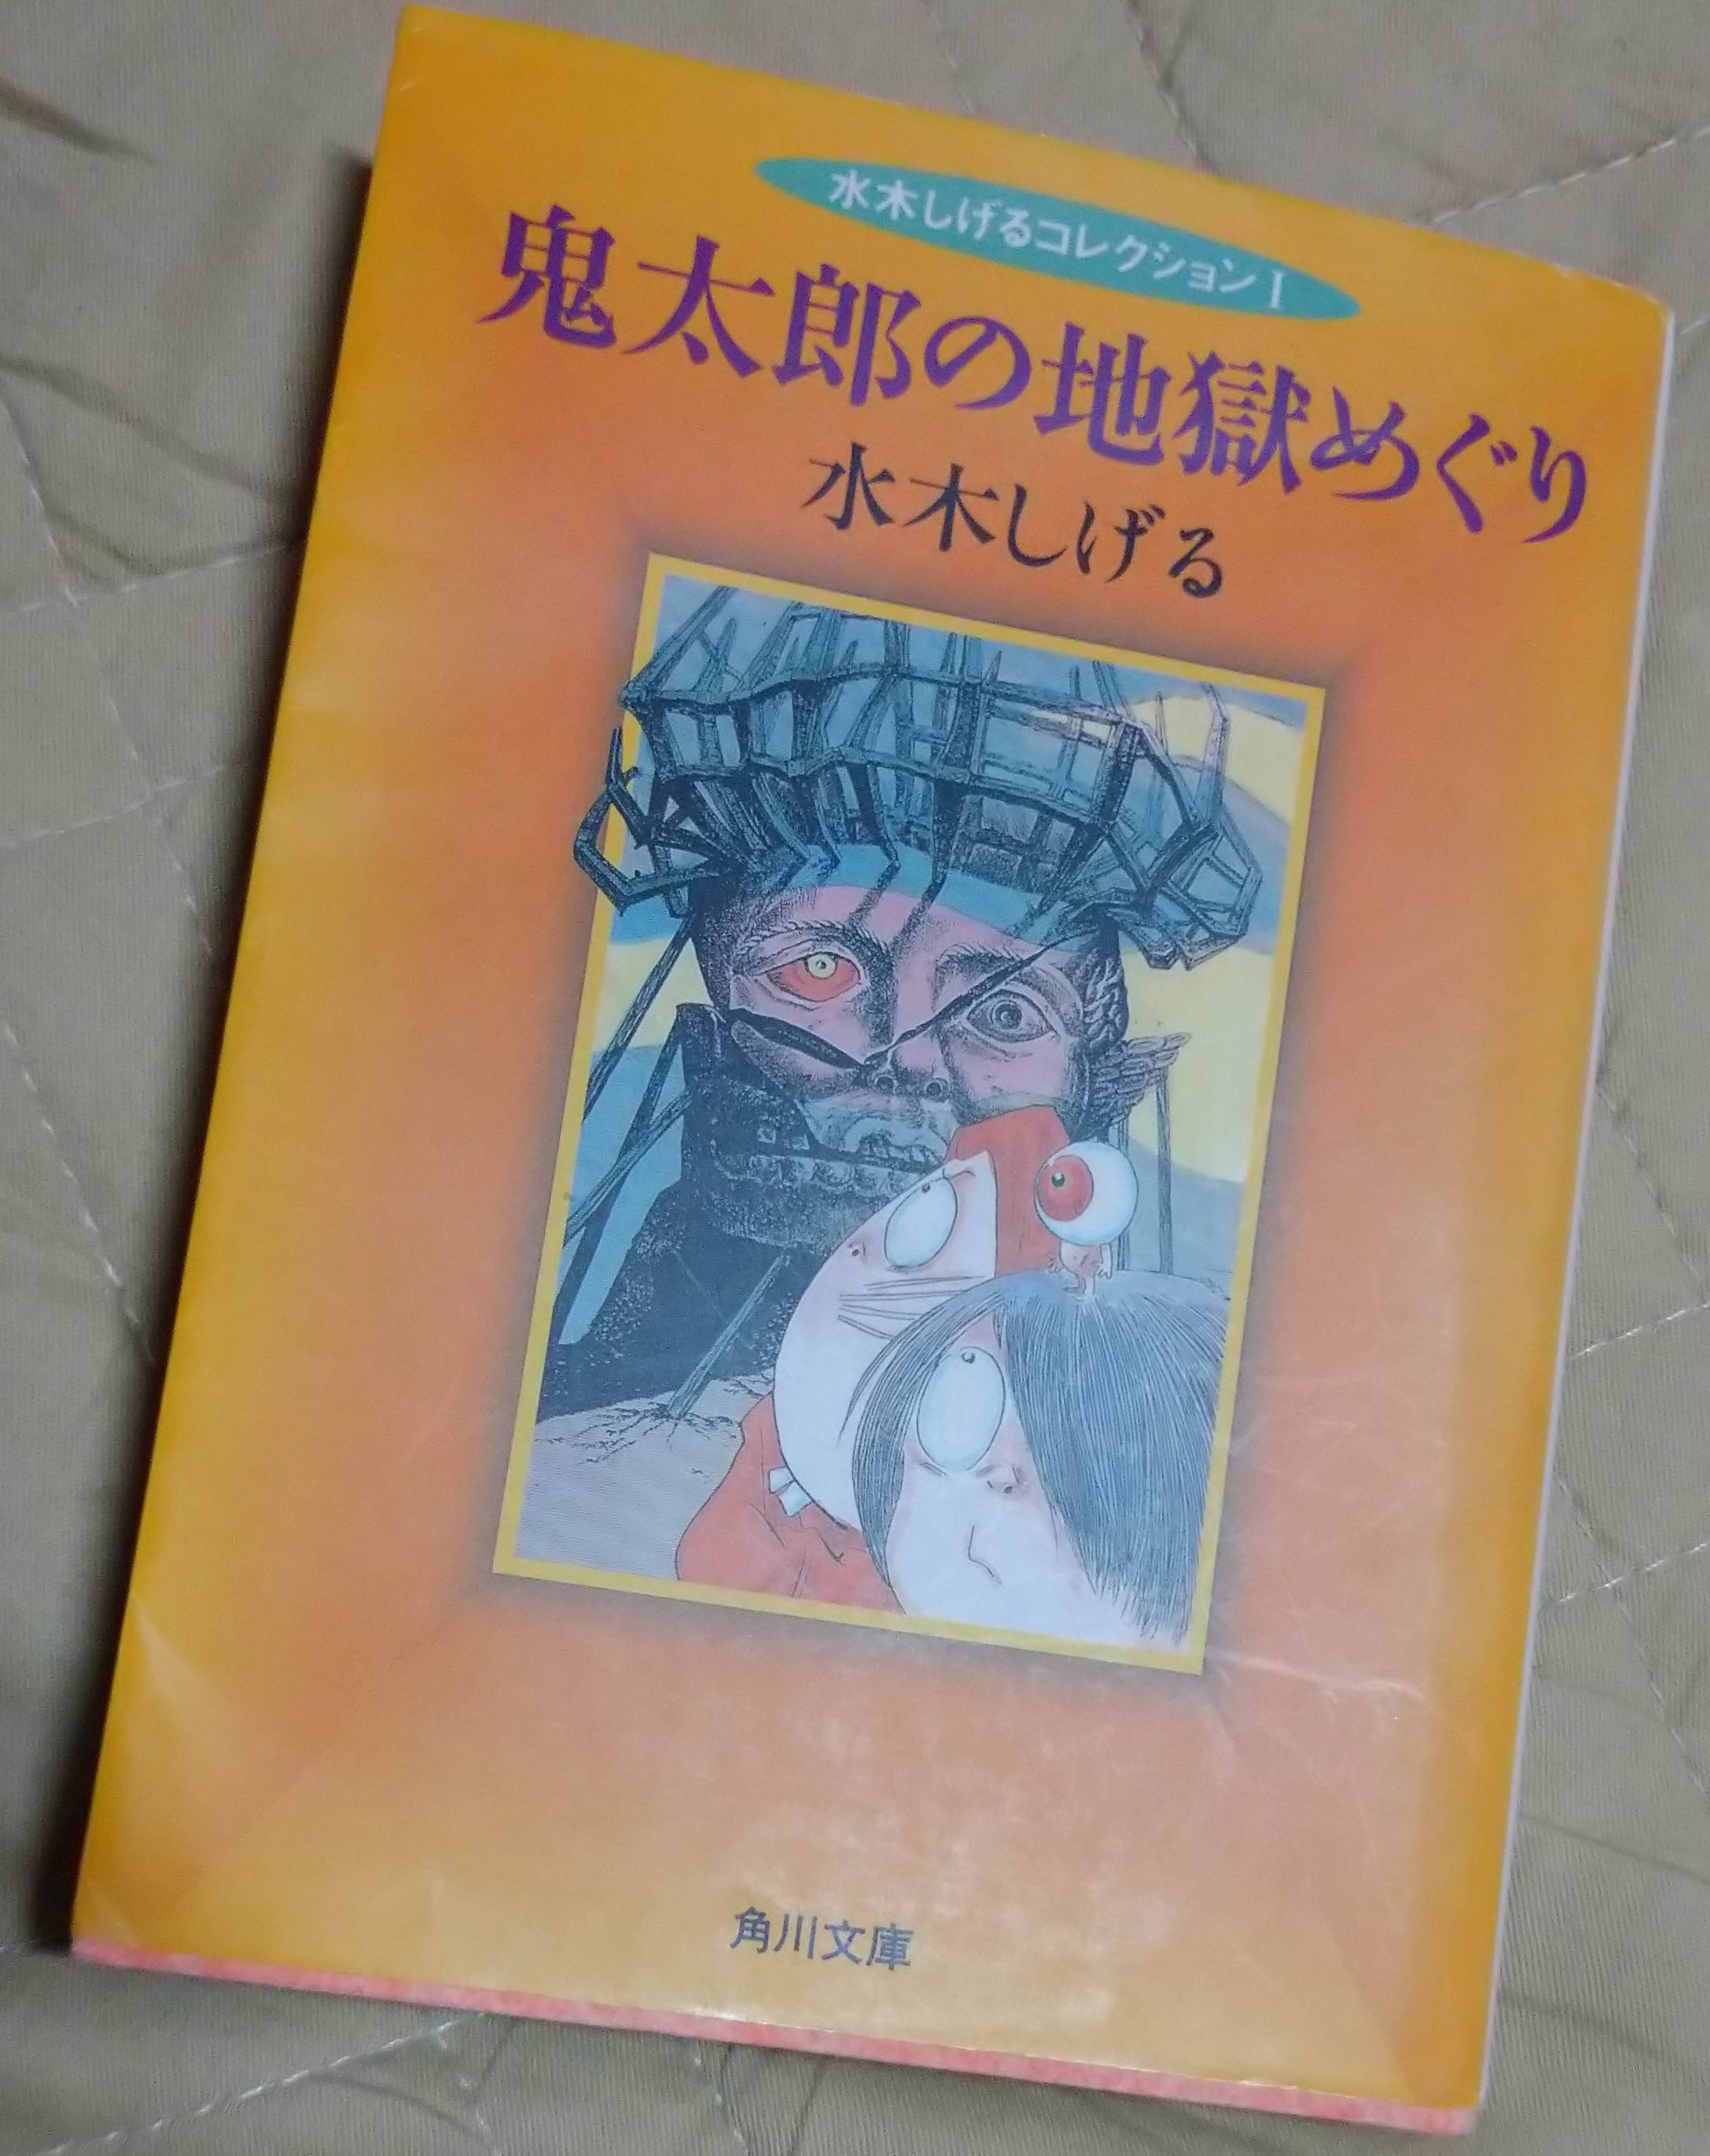 水木しげるコレクションI
鬼太郎の地獄めぐり
水木しげる
角川文庫